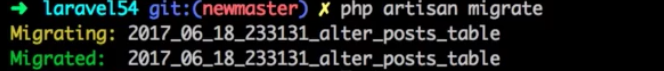 ➜ laravel54 git:(newmaster) ✗ php artisan migrate
Migrating: 2017_06_18_233131_alter_posts_table
Migrated: 2017_06_18_233131_alter_posts_table